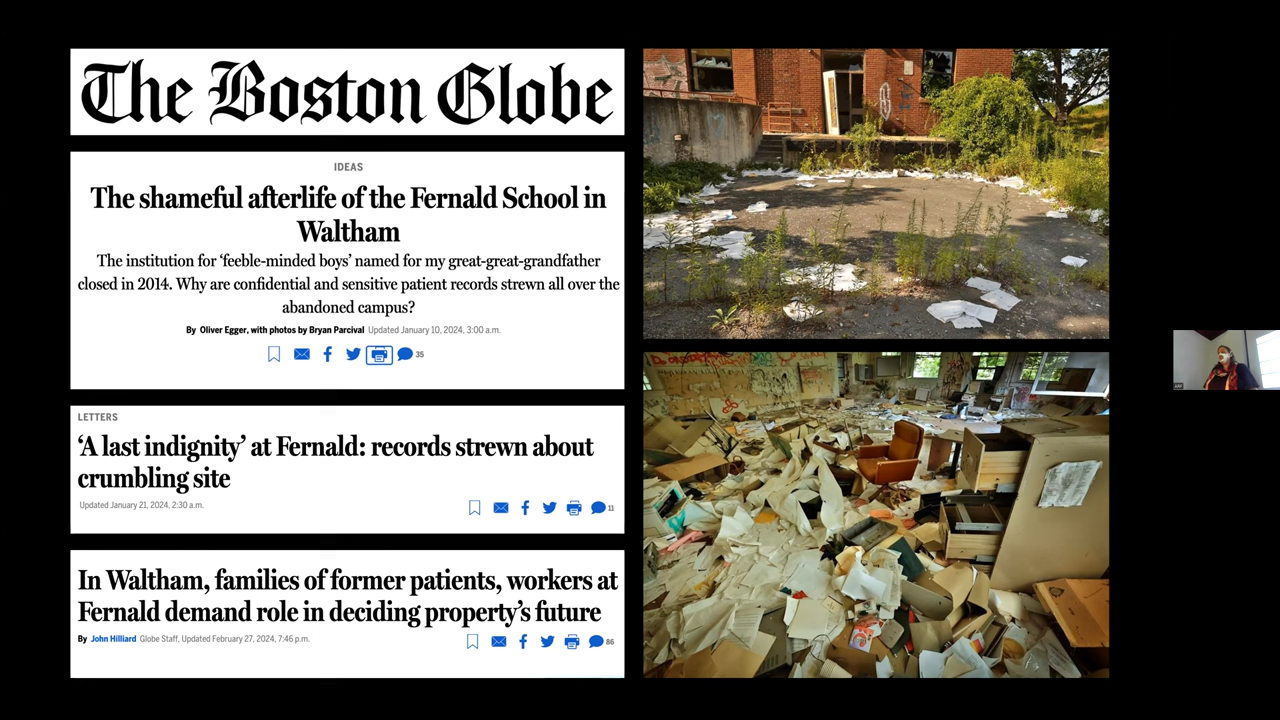 The Boston Globe
IDEAS
The shameful afterlife of the Fernald School in
Waltham
The institution for ‘feeble-minded boys’ named for my great-great-grandfather
closed in 2014. Why are confidential and sensitive patient records strewn all over the
abandoned campus?
By Oliver Egger, with photos by Bryan Parcival Updated January 10, 2024, 3:00 a.m.
35
LETTERS
‘A last indignity’ at Fernald: records strewn about
crumbling site
Updated January 21, 2024, 2:30 a.m.
11
In Waltham, families of former patients, workers at
Fernald demand role in deciding property’s future
By John Hilliard Globe Staff, Updated February 27, 2024, 7:46 p.m.
86